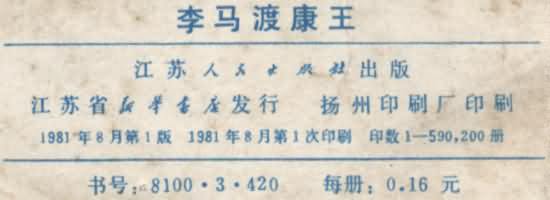 李马渡康王
江苏人民出版社出版
江苏省新华书店发行 扬州印刷厂印刷
1981年8月第1版 1981年8月第1次印刷 印数1—590,200册
书号：8100·3·420 每册：0.16元